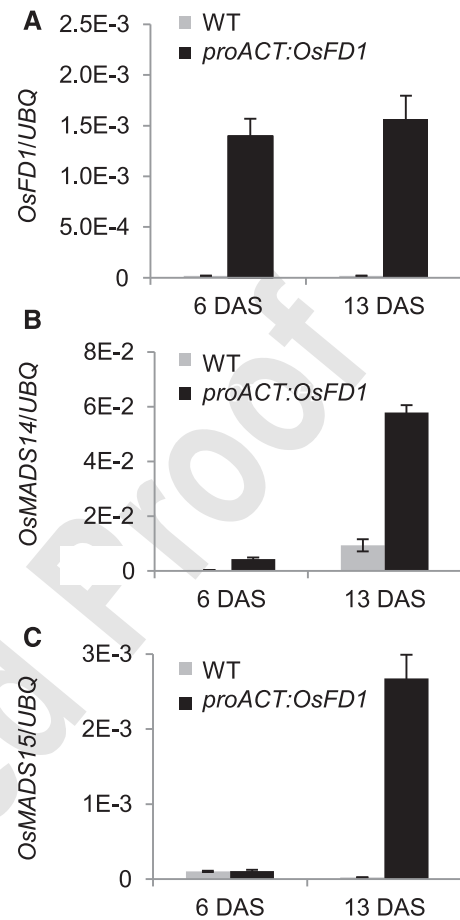 A
WT
proACT:OsFD1
OsFD1/UBQ
2.5E-3
2.0E-3
1.5E-3
1.0E-3
5.0E-4
0
6 DAS 13 DAS
B
WT
proACT:OsFD1
OsMADS14/UBQ
8E-2
6E-2
4E-2
2E-2
0
6 DAS 13 DAS
C
WT
proACT:OsFD1
OsMADS15/UBQ
3E-3
2E-3
1E-3
0
6 DAS 13 DAS
d Proof